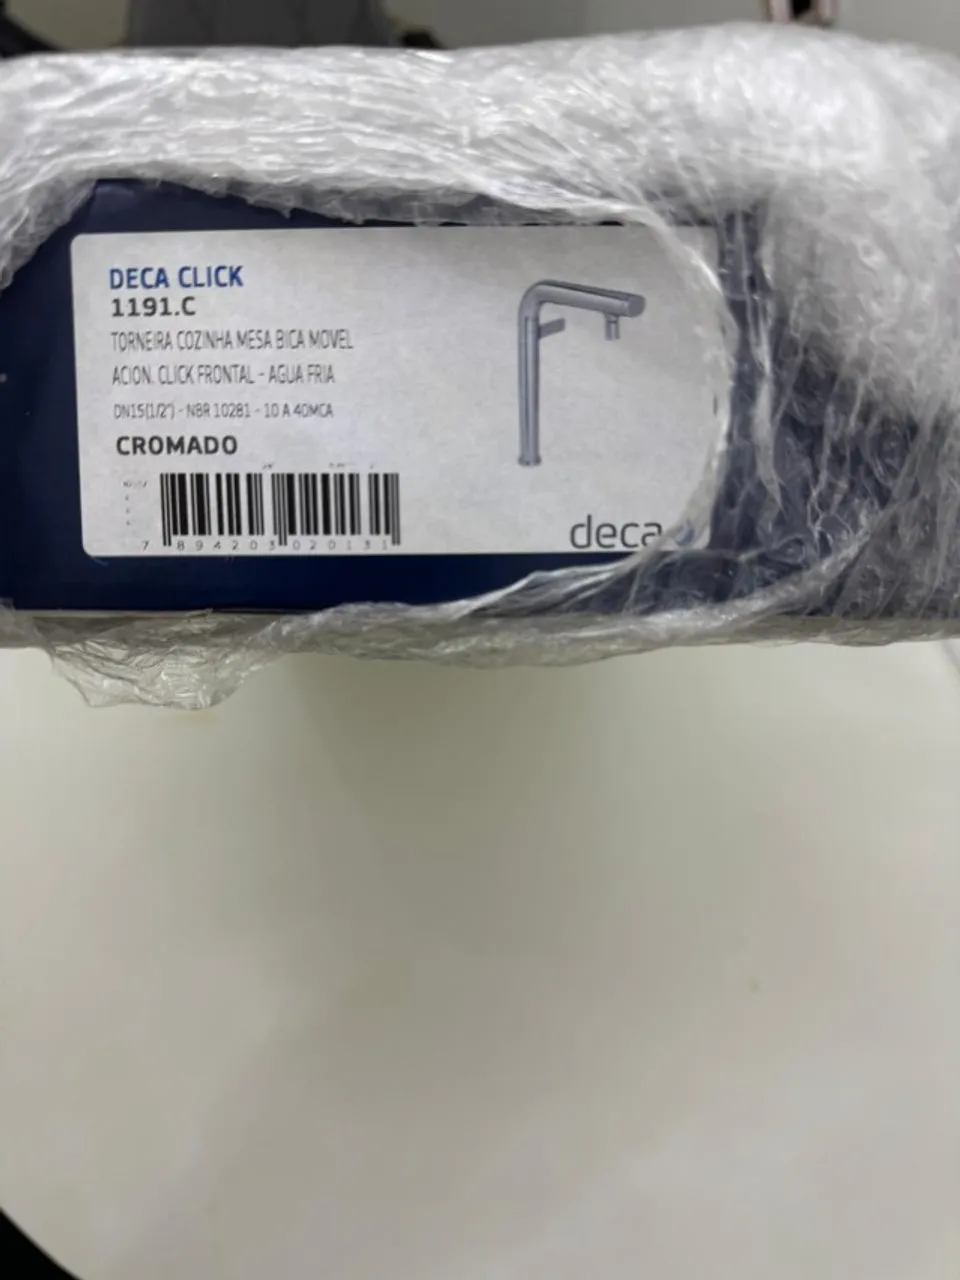 DECA CLICK
1191.C
TORNEIRA COZINHA MESA BICA MOVEL
ACION. CLICK FRONTAL - AGUA FRIA
DN15(1/2") - NBR 10281 - 10 A 40MCA
CROMADO
7 894203 020131
deca